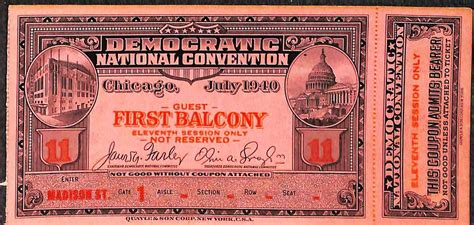 DEMOCRATIC
NATIONAL CONVENTION
Chicago, July 1940
GUEST
FIRST BALCONY
ELEVENTH SESSION ONLY
-NOT RESERVED-
11
11
James A. Farley
NOT GOOD WITHOUT COUPON ATTACHED
ENTER
MADISON ST. GATE 1 AISLE - SECTION - ROW - SEAT -
QUAYLE & SON CORP. NEW YORK, U.S.A.
DEMOCRATIC
NATIONAL CONVENTION
ELEVENTH SESSION ONLY
THIS COUPON ADMITS BEARER
NOT GOOD UNLESS ATTACHED TO TICKET